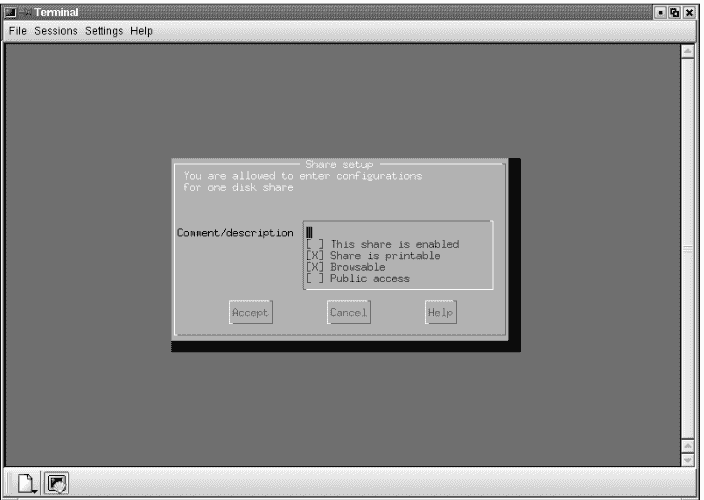 Terminal
File Sessions Settings Help
Share setup
You are allowed to enter configurations
for one disk share
Comment/description
[ ] This share is enabled
[X] Share is printable
[X] Browsable
[ ] Public access
Accept Cancel Help